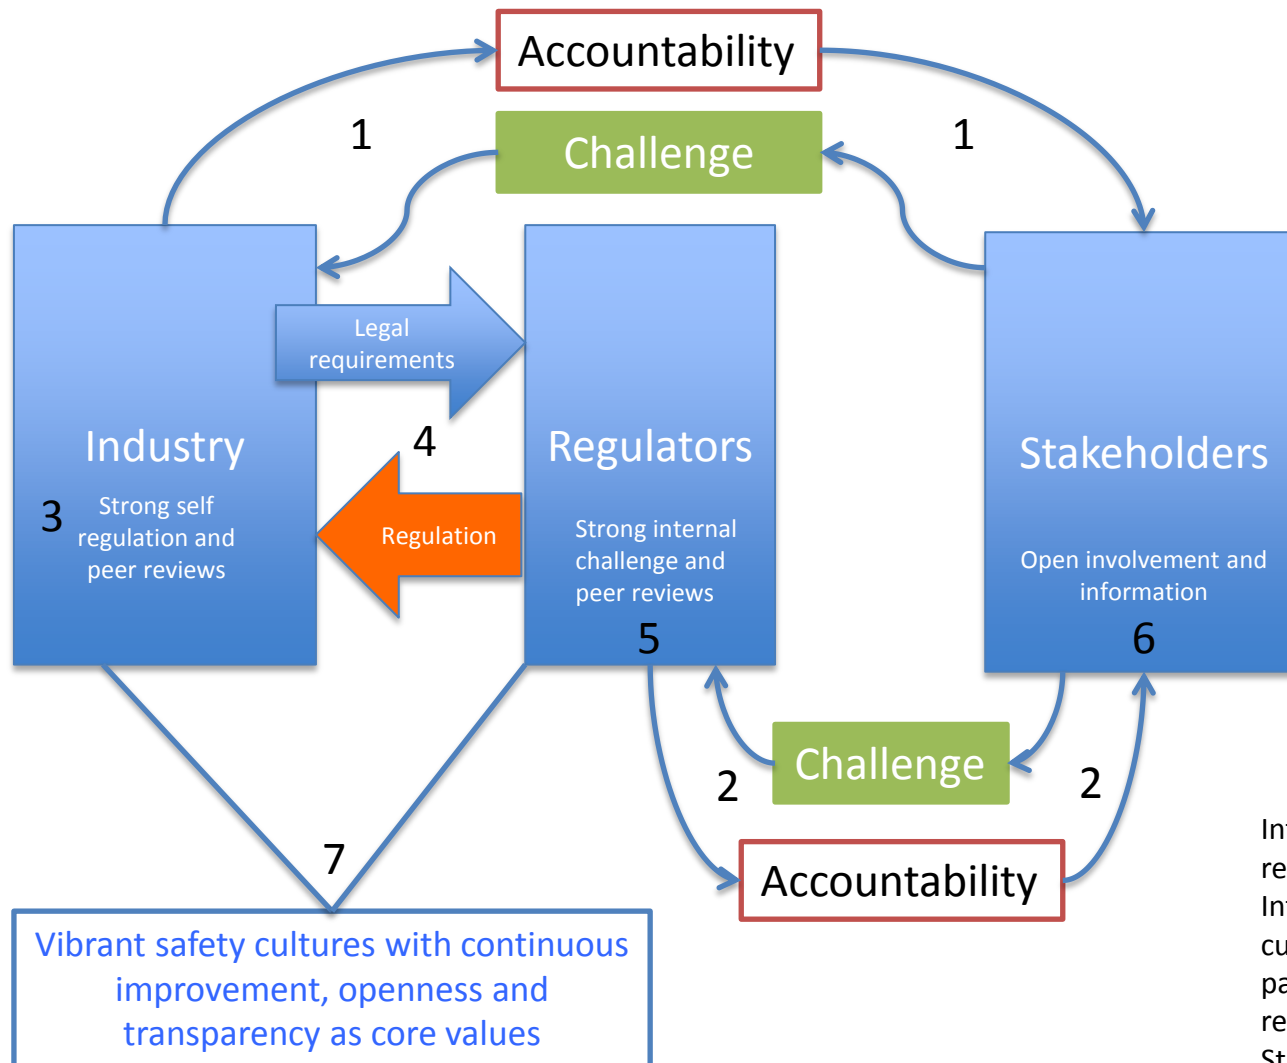 Accountability
1
Challenge
1
Legal
requirements
4
Industry
Regulators
Stakeholders
3
Strong self
regulation and
peer reviews
Regulation
Strong internal
challenge and
peer reviews
Open involvement and
information
5
6
Challenge
2
2
Accountability
7
Vibrant safety cultures with continuous
improvement, openness and
transparency as core values